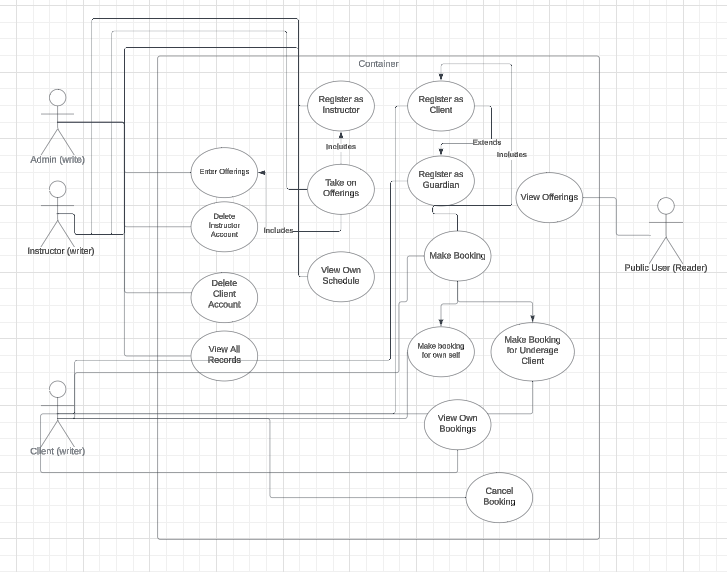 Container
Register as
Instructor
Register as
Client
Admin (write)
Includes
Extends
Includes
Enter Offerings
Take on
Offerings
Register as
Guardian
View Offerings
Delete
Instructor
Account
Includes
Instructor (writer)
Make Booking
Public User (Reader)
View Own
Schedule
Delete
Client
Account
View All
Records
Make booking
for own self
Make Booking
for Underage
Client
View Own
Bookings
Client (writer)
Cancel
Booking